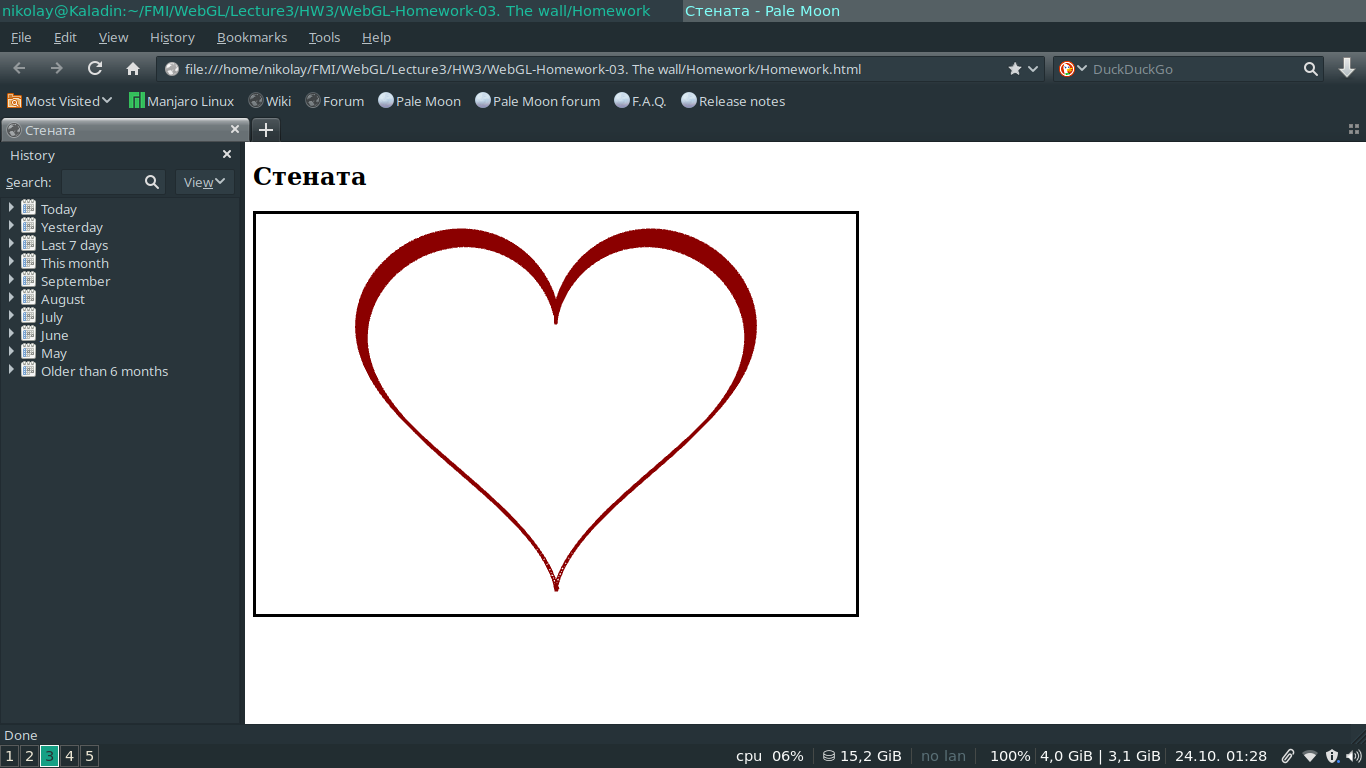 nikolay@Kaladin:~/FMI/WebGL/Lecture3/HW3/WebGL-Homework-03. The wall/Homework Стената - Pale Moon
File Edit View History Bookmarks Tools Help
file:///home/nikolay/FMI/WebGL/Lecture3/HW3/WebGL-Homework-03. The wall/Homework/Homework.html DuckDuckGo
Most Visited Manjaro Linux Wiki Forum Pale Moon Pale Moon forum F.A.Q. Release notes
Стената
History
Search: View
Today
Yesterday
Last 7 days
This month
September
August
July
June
May
Older than 6 months
Стената
Done
1 2 3 4 5 cpu 06% 15,2 GiB no lan 100% 4,0 GiB | 3,1 GiB 24.10. 01:28